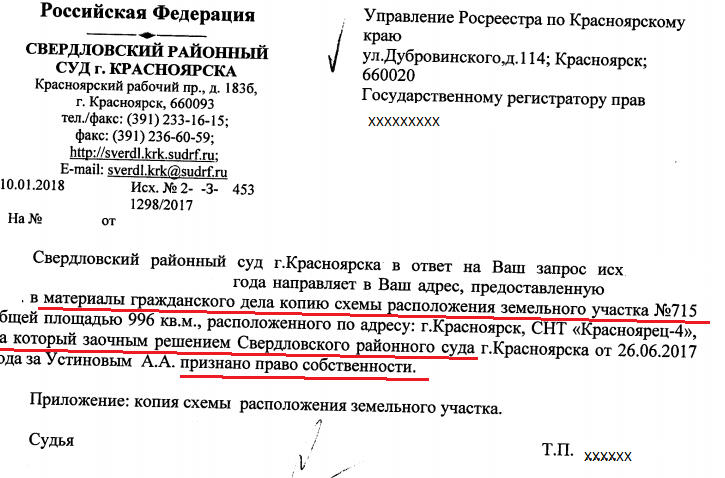 Российская Федерация
СВЕРДЛОВСКИЙ РАЙОННЫЙ
СУД г. КРАСНОЯРСКА
Красноярский рабочий пр., д. 183б,
г. Красноярск, 660093
тел./факс: (391) 233-16-15;
факс: (391) 236-60-59;
http://sverdl.krk.sudrf.ru;
E-mail: sverdl.krk@sudrf.ru
10.01.2018 Исх. № 2- -З- 453
1298/2017
На № от
Управление Росреестра по Красноярскому
краю
ул.Дубровинского,д.114; Красноярск;
660020
Государственному регистратору прав
xxxxxxxxx
Свердловский районный суд г.Красноярска в ответ на Ваш запрос исх
года направляет в Ваш адрес, предоставленную
. в материалы гражданского дела копию схемы расположения земельного участка №715
бщей площадью 996 кв.м., расположенного по адресу: г.Красноярск, СНТ «Красноярец-4»,
а который заочным решением Свердловского районного суда г.Красноярска от 26.06.2017
ода за Устиновым А.А. признано право собственности.
Приложение: копия схемы расположения земельного участка.
Судья Т.П. xxxxxx